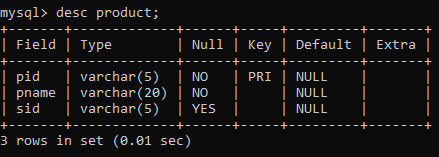 mysql> desc product;
+-------+-------------+------+-----+---------+-------+
| Field | Type        | Null | Key | Default | Extra |
+-------+-------------+------+-----+---------+-------+
| pid   | varchar(5)  | NO   | PRI | NULL    |       |
| pname | varchar(20) | NO   |     | NULL    |       |
| sid   | varchar(5)  | YES  |     | NULL    |       |
+-------+-------------+------+-----+---------+-------+
3 rows in set (0.01 sec)